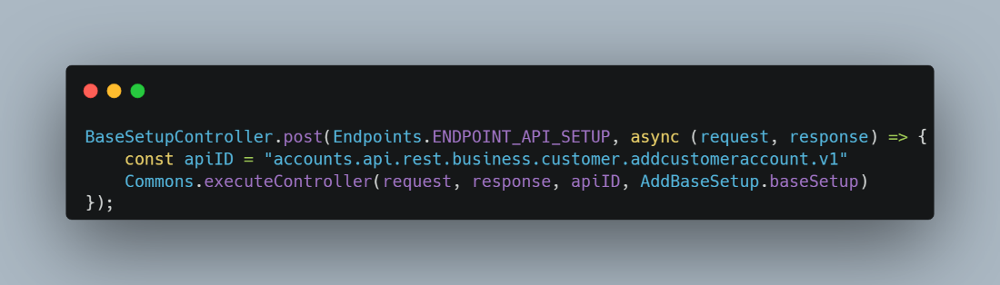 BaseSetupController.post(Endpoints.ENDPOINT_API_SETUP, async (request, response) => {
    const apiID = "accounts.api.rest.business.customer.addcustomeraccount.v1"
    Commons.executeController(request, response, apiID, AddBaseSetup.baseSetup)
});